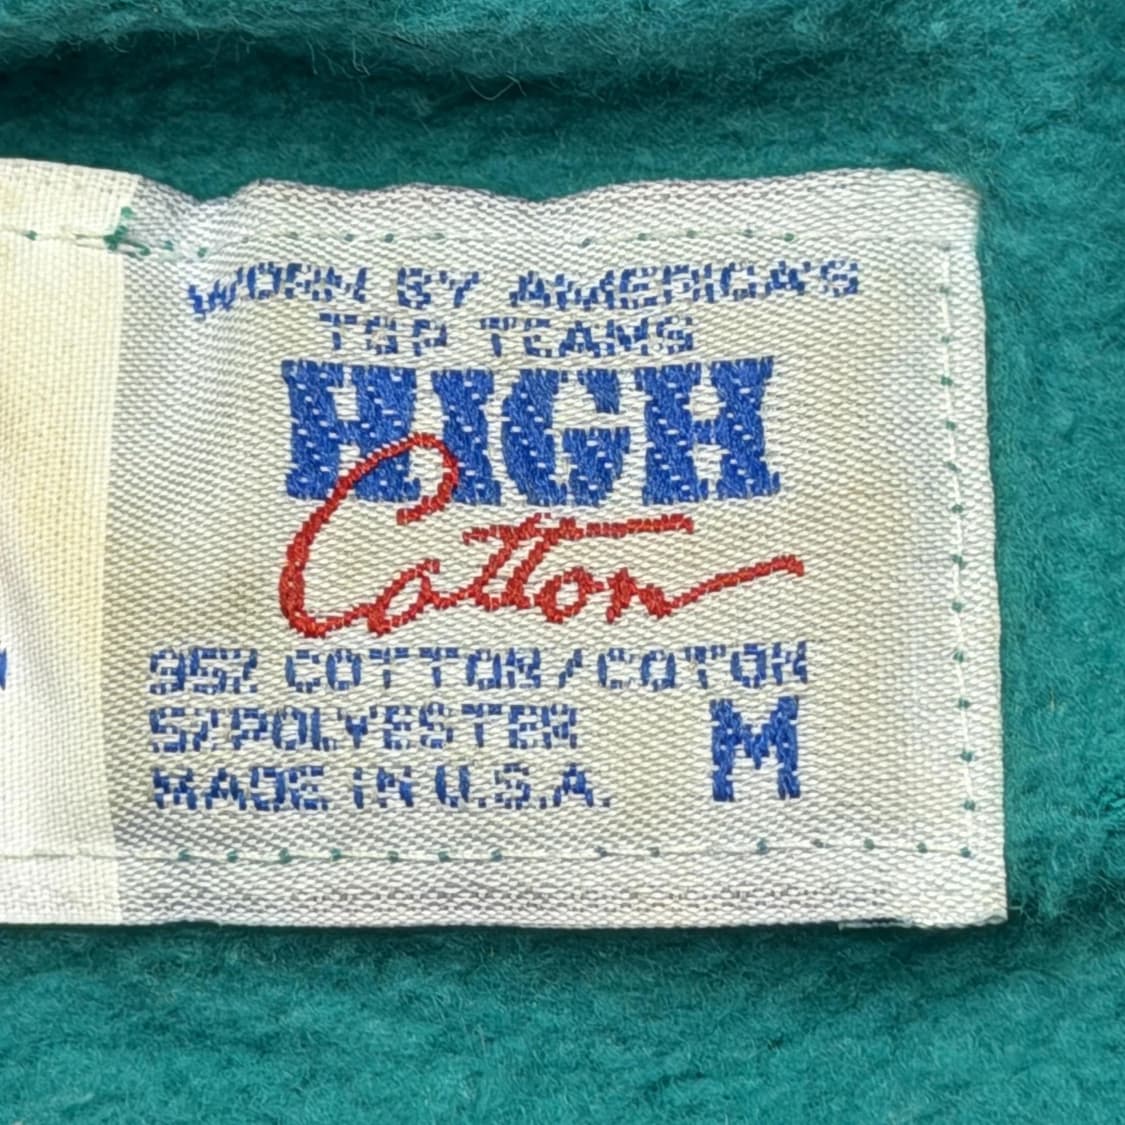 WORN BY AMERICA'S
TOP TEAMS
HIGH
Cotton
95% COTTON/COTON
5%POLYESTER
MADE IN U.S.A.
M